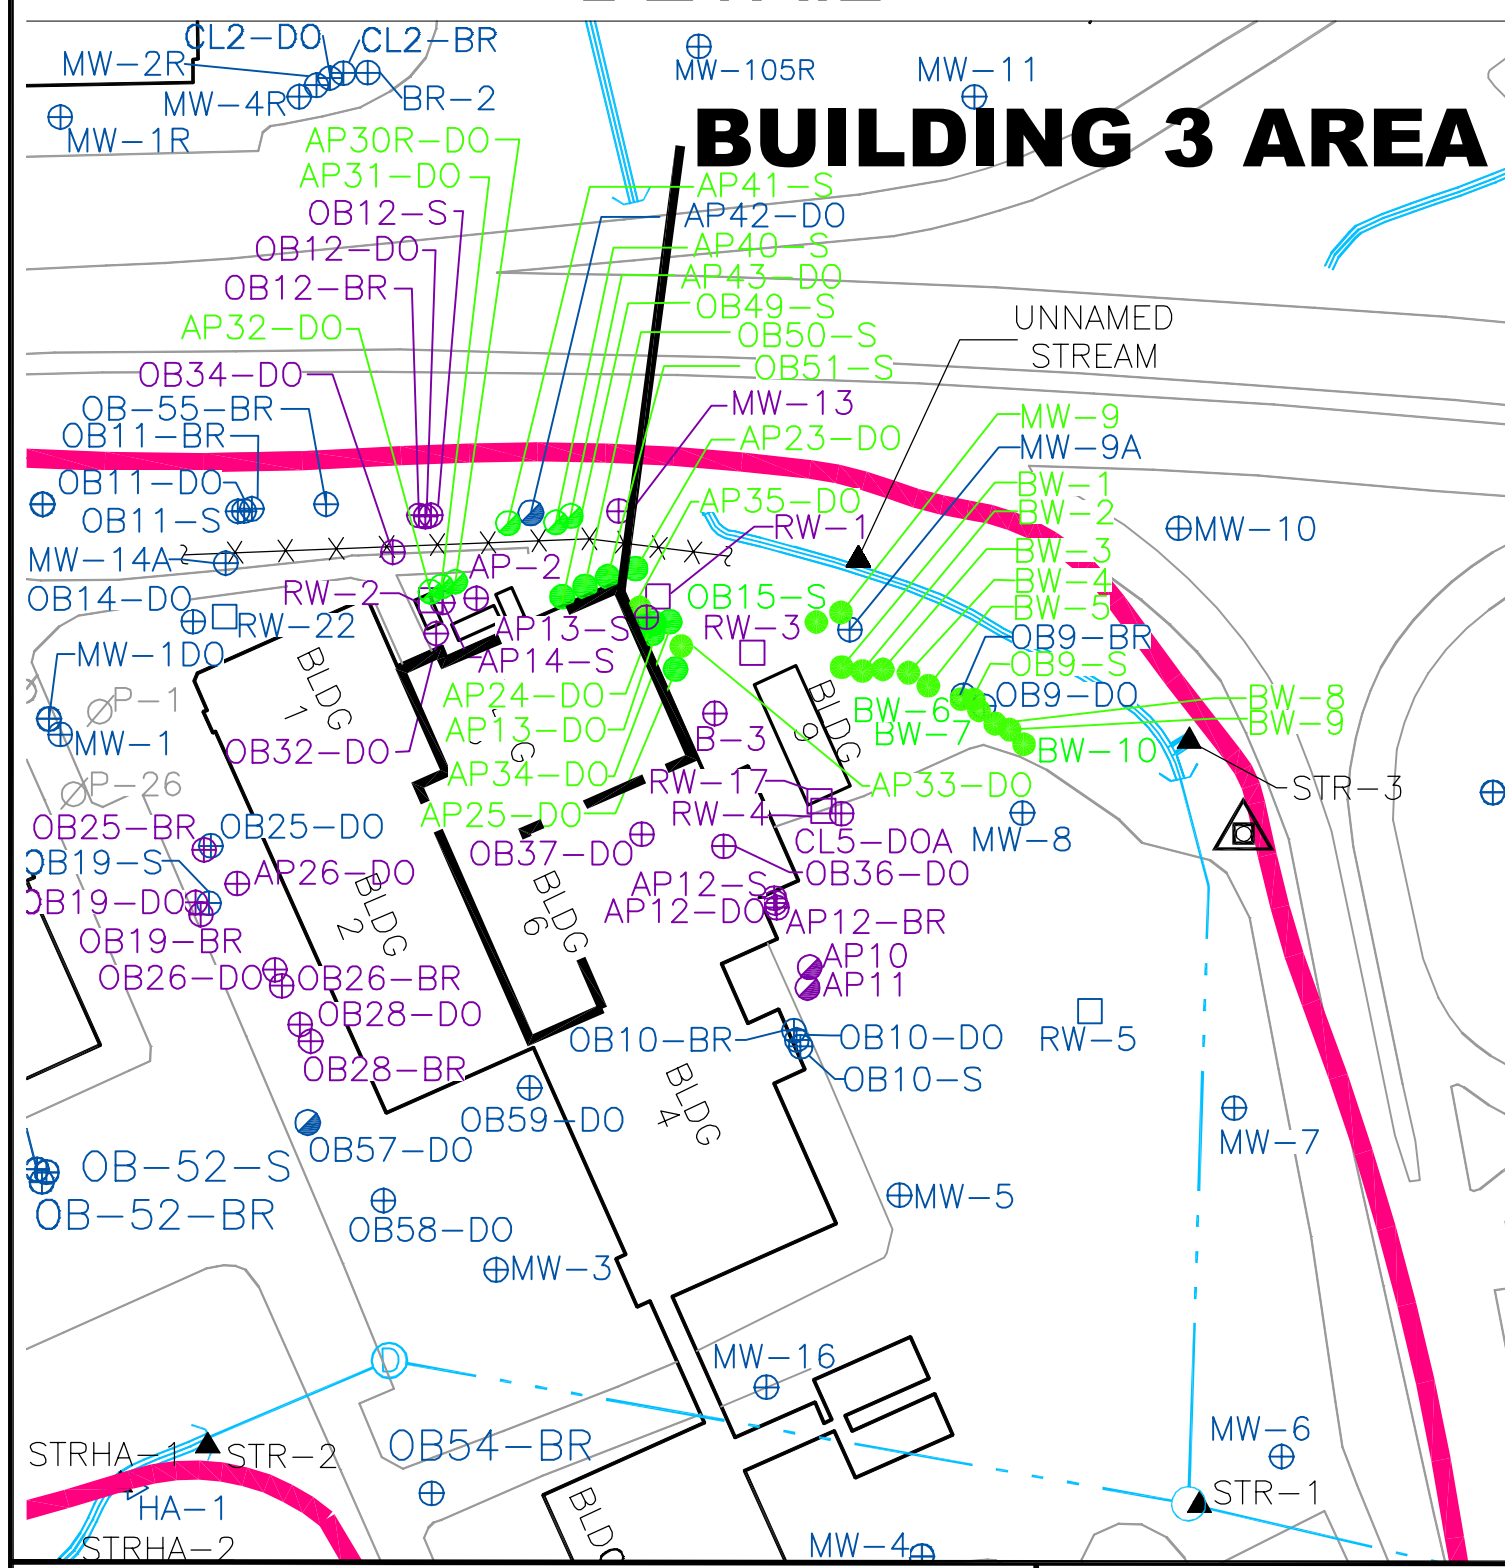 CL2-DO
CL2-BR
MW-2R
MW-4R
BR-2
MW-1R
MW-105R
MW-11
BUILDING 3 AREA
AP30R-DO
AP31-DO
OB12-S
OB12-DO
OB12-BR
AP32-DO
OB34-DO
OB-55-BR
OB11-BR
OB11-DO
OB11-S
MW-14A
OB14-DO
RW-22
MW-1DO
P-1
MW-1
P-26
AP41-S
AP42-DO
AP40-S
AP43-DO
OB49-S
OB50-S
OB51-S
MW-13
AP23-DO
AP35-DO
RW-1
UNNAMED
STREAM
MW-9
MW-9A
BW-1
BW-2
BW-3
BW-4
BW-5
OB9-BR
OB9-S
OB9-DO
BW-6
BW-7
BW-8
BW-9
BW-10
MW-10
STR-3
AP-2
RW-2
OB15-S
AP13-S
RW-3
AP14-S
AP24-DO
AP13-DO
B-3
OB32-DO
AP34-DO
RW-17
AP33-DO
AP25-DO
RW-4
CL5-DOA
MW-8
BLDG
1
BLDG
9
OB25-BR
OB25-DO
OB37-DO
OB36-DO
OB19-S
AP26-DO
OB19-DO
OB19-BR
AP12-S
AP12-DO
AP12-BR
BLDG
2
BLDG
6
OB26-DO
OB26-BR
AP10
AP11
OB28-DO
OB28-BR
OB10-BR
OB10-DO
OB10-S
RW-5
BLDG
4
OB59-DO
OB57-DO
MW-7
OB-52-S
OB-52-BR
OB58-DO
MW-5
MW-3
D
MW-16
STRHA-1
STR-2
OB54-BR
MW-6
STR-1
HA-1
STRHA-2
MW-4